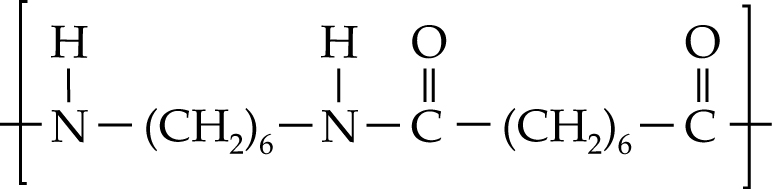 H H O O
N (CH₂)₆ N C (CH₂)₆ C